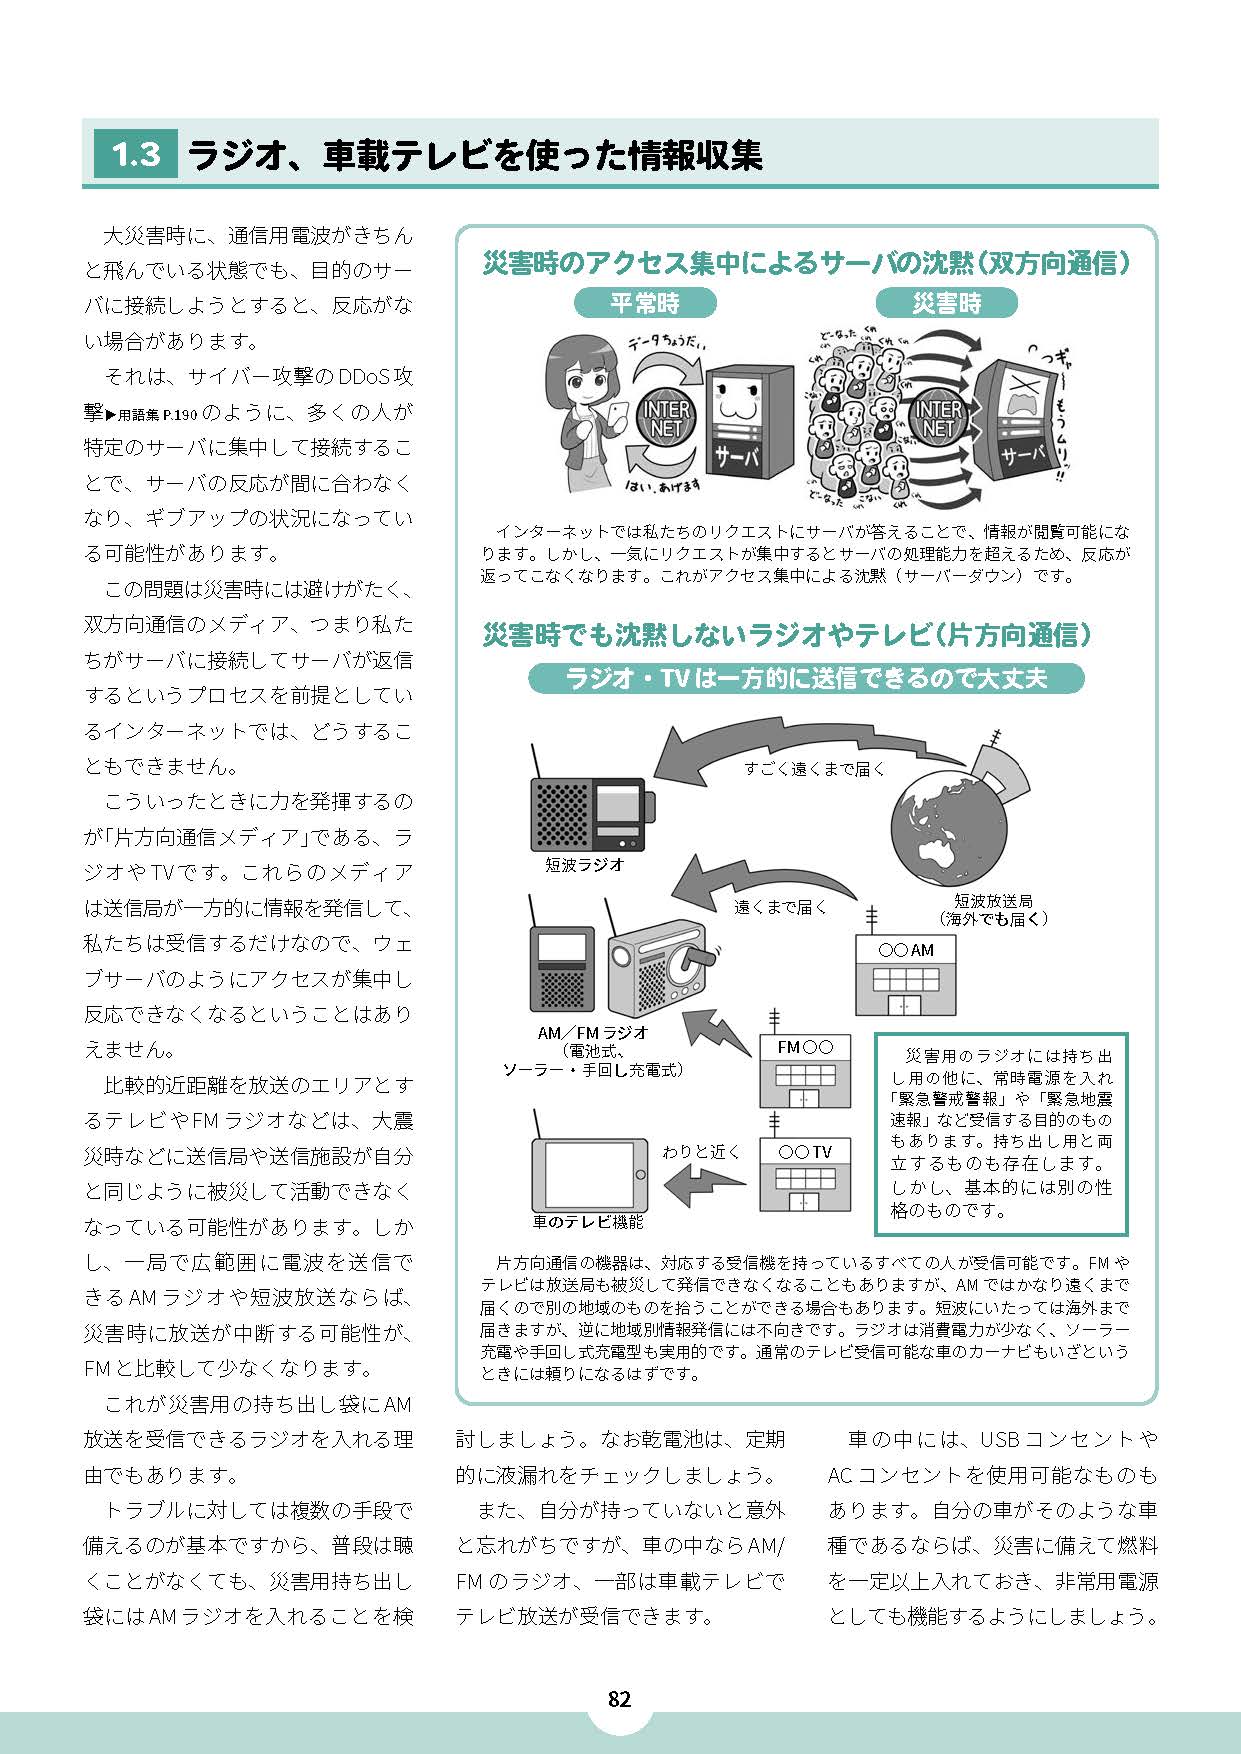 1.3 ラジオ、車載テレビを使った情報収集
大災害時に、通信用電波がきちん
と飛んでいる状態でも、目的のサー
バに接続しようとすると、反応がな
い場合があります。
それは、サイバー攻撃のDDoS攻
撃▶用語集 P.190 のように、多くの人が
特定のサーバに集中して接続するこ
とで、サーバの反応が間に合わなく
なり、ギブアップの状況になってい
る可能性があります。
この問題は災害時には避けがたく、
双方向通信のメディア、つまり私た
ちがサーバに接続してサーバが返信
するというプロセスを前提としてい
るインターネットでは、どうするこ
ともできません。
こういったときに力を発揮するの
が「片方向通信メディア」である、ラ
ジオやTVです。これらのメディア
は送信局が一方的に情報を発信して、
私たちは受信するだけなので、ウェ
ブサーバのようにアクセスが集中し
反応できなくなるということはあり
えません。
比較的近距離を放送のエリアとす
るテレビやFMラジオなどは、大震
災時などに送信局や送信施設が自分
と同じように被災して活動できなく
なっている可能性があります。しか
し、一局で広範囲に電波を送信で
きるAMラジオや短波放送ならば、
災害時に放送が中断する可能性が、
FMと比較して少なくなります。
これが災害用の持ち出し袋にAM
放送を受信できるラジオを入れる理
由でもあります。
トラブルに対しては複数の手段で
備えるのが基本ですから、普段は聴
くことがなくても、災害用持ち出し
袋にはAMラジオを入れることを検
災害時のアクセス集中によるサーバの沈黙(双方向通信)
平常時
災害時
データちょうだい
INTER
NET
サーバ
はい、あげます
どーなった
くれ
くれ
くれ
くれ
INTER
NET
サーバ
つギャーもうムリ!!
どーなった
こない
くれ
インターネットでは私たちのリクエストにサーバが答えることで、情報が閲覧可能にな
ります。しかし、一気にリクエストが集中するとサーバの処理能力を超えるため、反応が
返ってこなくなります。これがアクセス集中による沈黙（サーバーダウン）です。
災害時でも沈黙しないラジオやテレビ(片方向通信)
ラジオ・TVは一方的に送信できるので大丈夫
すごく遠くまで届く
短波ラジオ
短波放送局
（海外でも届く）
遠くまで届く
〇〇AM
AM／FMラジオ
（電池式、
ソーラー・手回し充電式）
FM〇〇
わりと近く
〇〇TV
車のテレビ機能
災害用のラジオには持ち出
し用の他に、常時電源を入れ
「緊急警戒警報」や「緊急地震
速報」など受信する目的のもの
もあります。持ち出し用と両
立するものも存在します。
しかし、基本的には別の性
格のものです。
片方向通信の機器は、対応する受信機を持っているすべての人が受信可能です。FMや
テレビは放送局も被災して発信できなくなることもありますが、AMではかなり遠くまで
届くので別の地域のものを拾うことができる場合もあります。短波にいたっては海外まで
届きますが、逆に地域別情報発信には不向きです。ラジオは消費電力が少なく、ソーラー
充電や手回し式充電型も実用的です。通常のテレビ受信可能な車のカーナビもいざという
ときには頼りになるはずです。
討しましょう。なお乾電池は、定期
的に液漏れをチェックしましょう。
また、自分が持っていないと意外
と忘れがちですが、車の中ならAM/
FMのラジオ、一部は車載テレビで
テレビ放送が受信できます。
車の中には、USBコンセントや
ACコンセントを使用可能なものも
あります。自分の車がそのような車
種であるならば、災害に備えて燃料
を一定以上入れておき、非常用電源
としても機能するようにしましょう。
82